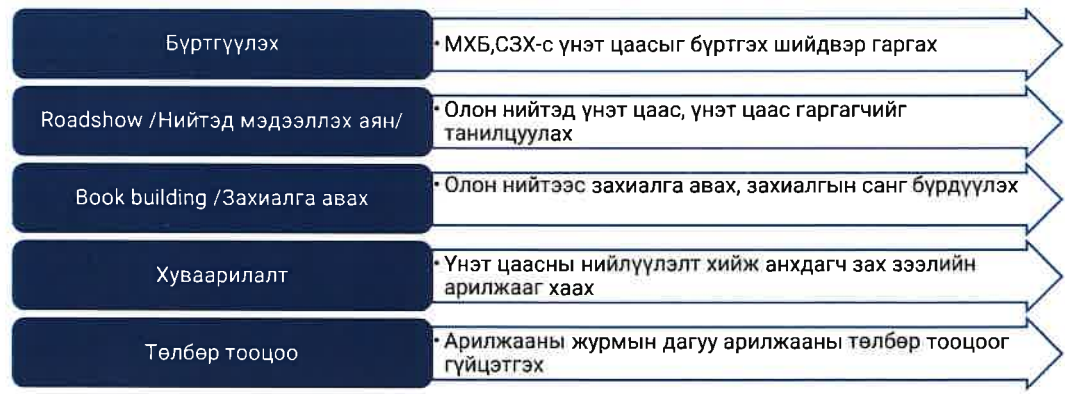 Бүртгүүлэх
• МХБ,СЗХ-с үнэт цаасыг бүртгэх шийдвэр гаргах
Roadshow /Нийтэд мэдээллэх аян/
• Олон нийтэд үнэт цаас, үнэт цаас гаргагчийг
танилцуулах
Book building /Захиалга авах
• Олон нийтээс захиалга авах, захиалгын санг бүрдүүлэх
Хуваарилалт
• Үнэт цаасны нийлүүлэлт хийж анхдагч зах зээлийн
арилжааг хаах
Төлбөр тооцоо
• Арилжааны журмын дагуу арилжааны төлбөр тооцоог
гүйцэтгэх